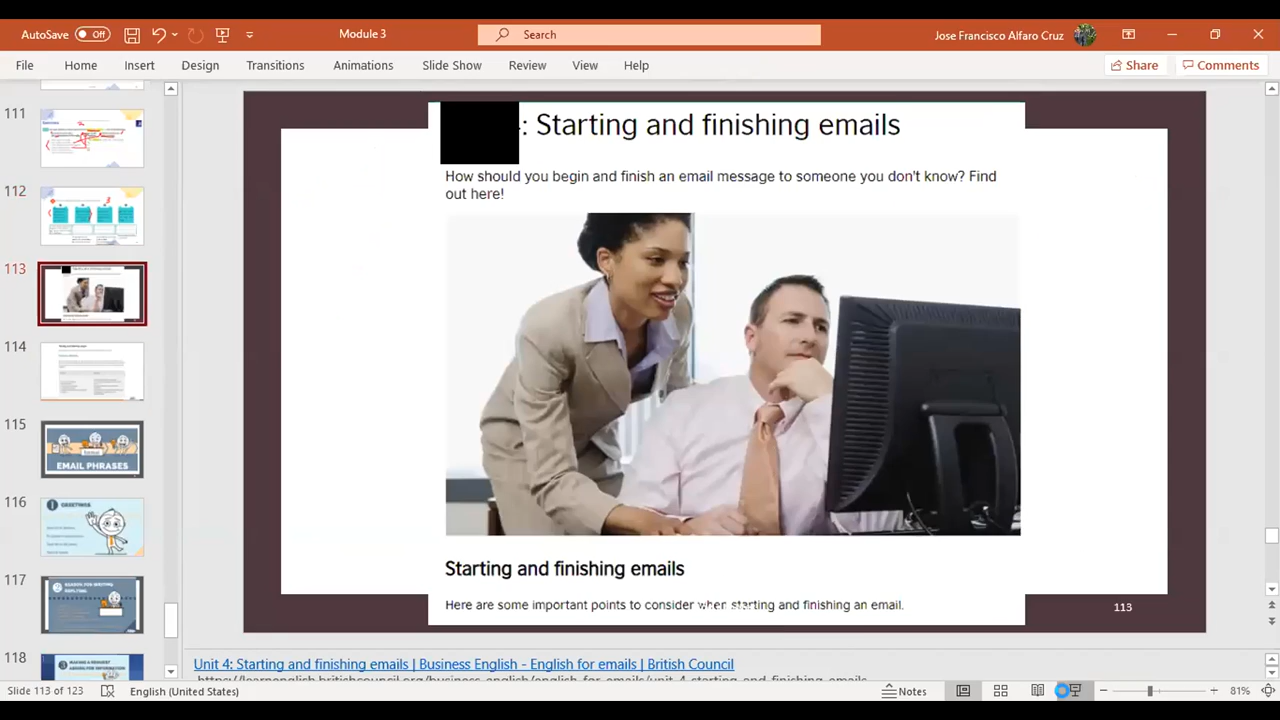 AutoSave Off
Module 3
Search
Jose Francisco Alfaro Cruz
File Home Insert Design Transitions Animations Slide Show Review View Help
Share Comments
111
112
113
114
115
EMAIL PHRASES
116
GREETINGS
117
118
: Starting and finishing emails
How should you begin and finish an email message to someone you don't know? Find
out here!
Starting and finishing emails
Here are some important points to consider when starting and finishing an email.
113
Unit 4: Starting and finishing emails | Business English - English for emails | British Council
Slide 113 of 123
English (United States)
Notes
81%